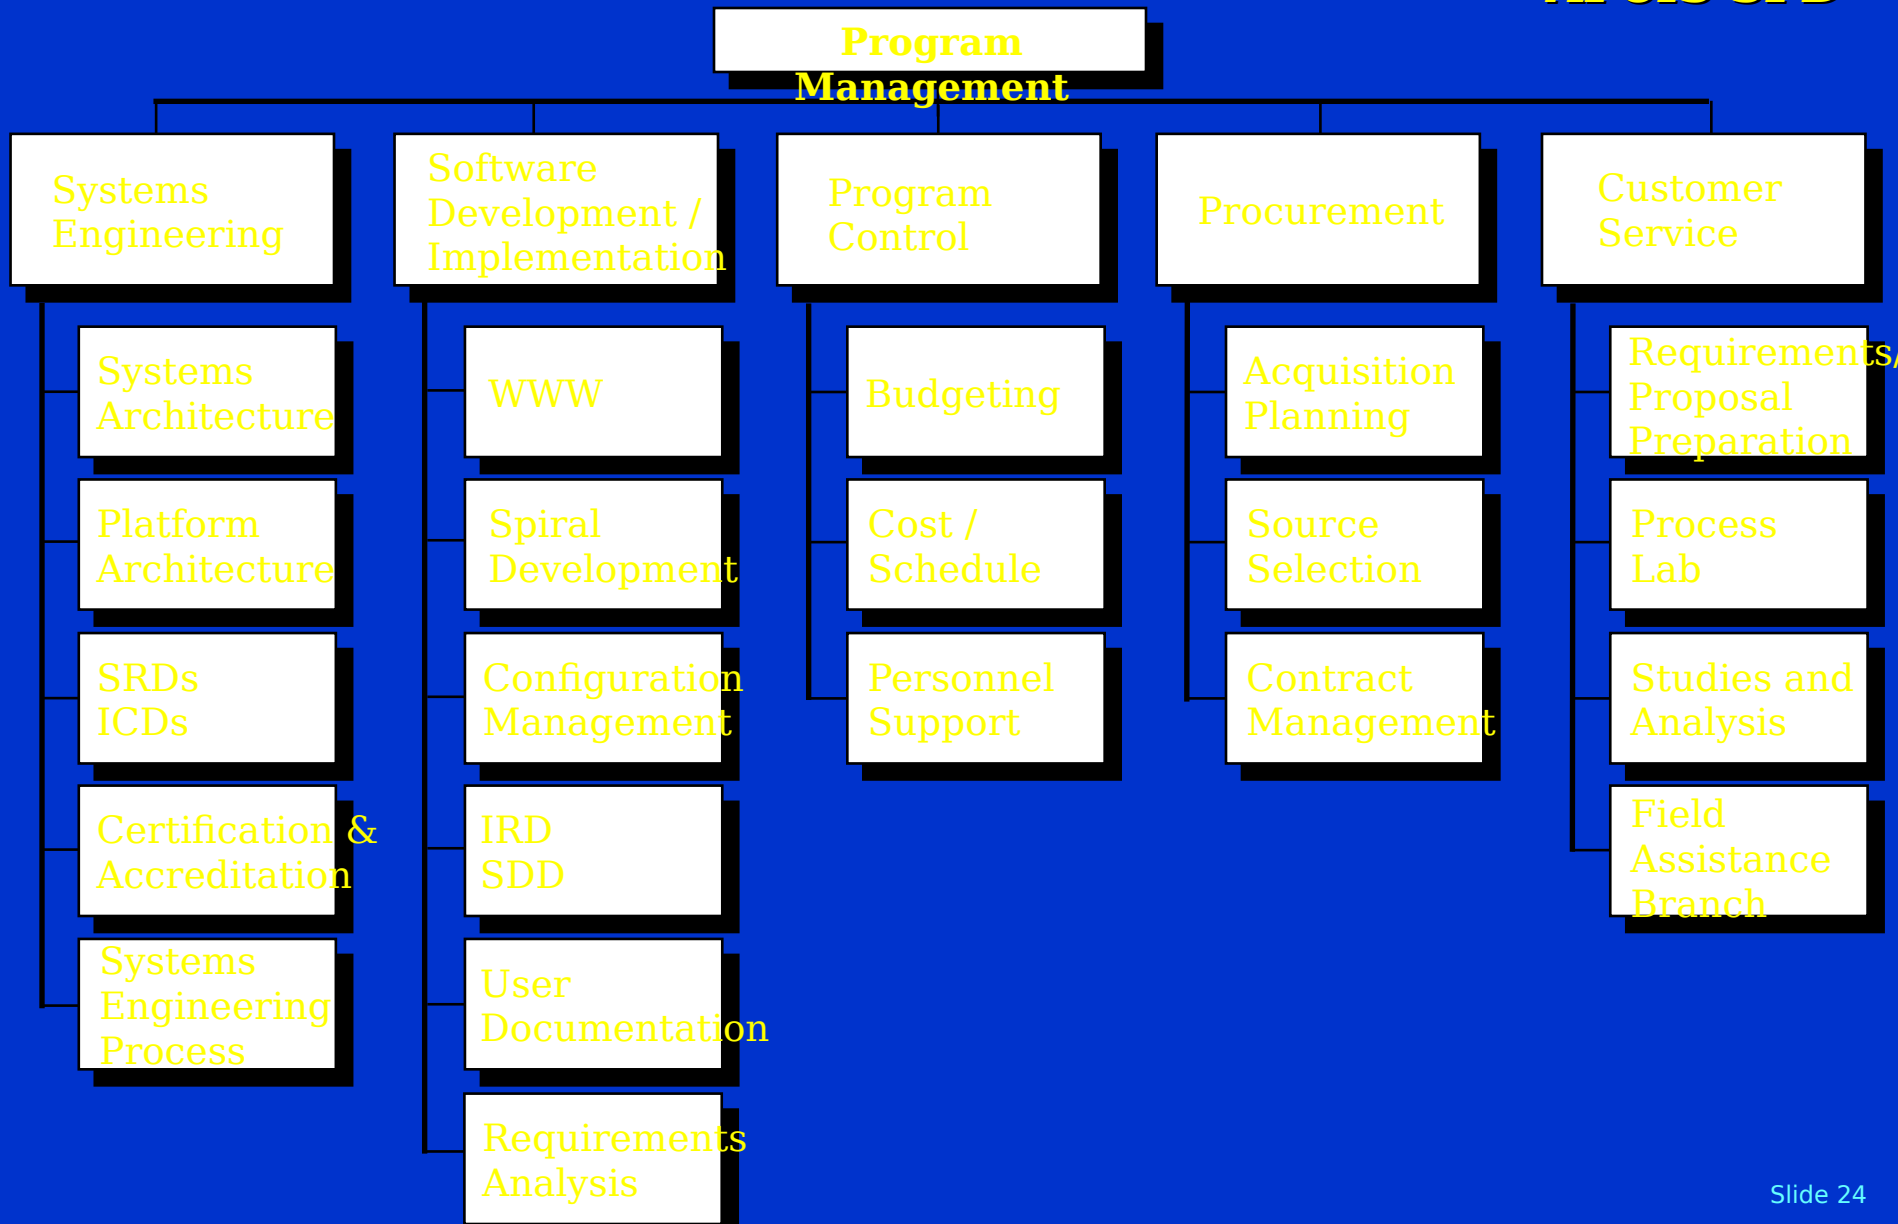 Program
Management
Systems
Engineering
Software
Development /
Implementation
Program
Control
Procurement
Customer
Service
Systems
Architecture
Platform
Architecture
SRDs
ICDs
Certification &
Accreditation
Systems
Engineering
Process
WWW
Spiral
Development
Configuration
Management
IRD
SDD
User
Documentation
Requirements
Analysis
Budgeting
Cost /
Schedule
Personnel
Support
Acquisition
Planning
Source
Selection
Contract
Management
Requirements/
Proposal
Preparation
Process
Lab
Studies and
Analysis
Field
Assistance
Branch
Slide 24